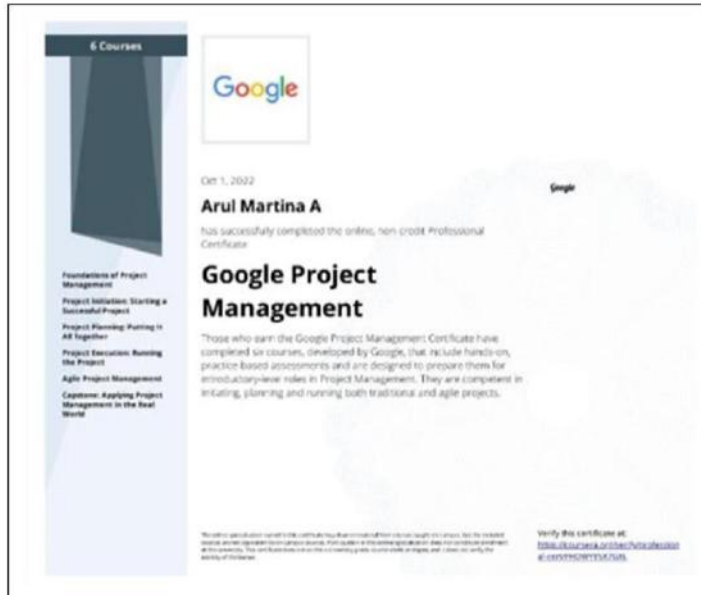 6 Courses
Google
Foundations of Project
Management
Project Initiation: Starting a
Successful Project
Project Planning: Putting It
All Together
Project Execution: Running
the Project
Agile Project Management
Capstone: Applying Project
Management in the Real
World
Oct 1, 2022
Arul Martina A
has successfully completed the online, non-credit Professional
Certificate
Google Project
Management
Those who earn the Google Project Management Certificate have
completed six courses, developed by Google, that include hands-on,
practice-based assessments and are designed to prepare them for
introductory-level roles in Project Management. They are competent in
initiating, planning and running both traditional and agile projects.
Google
Verify this certificate at: